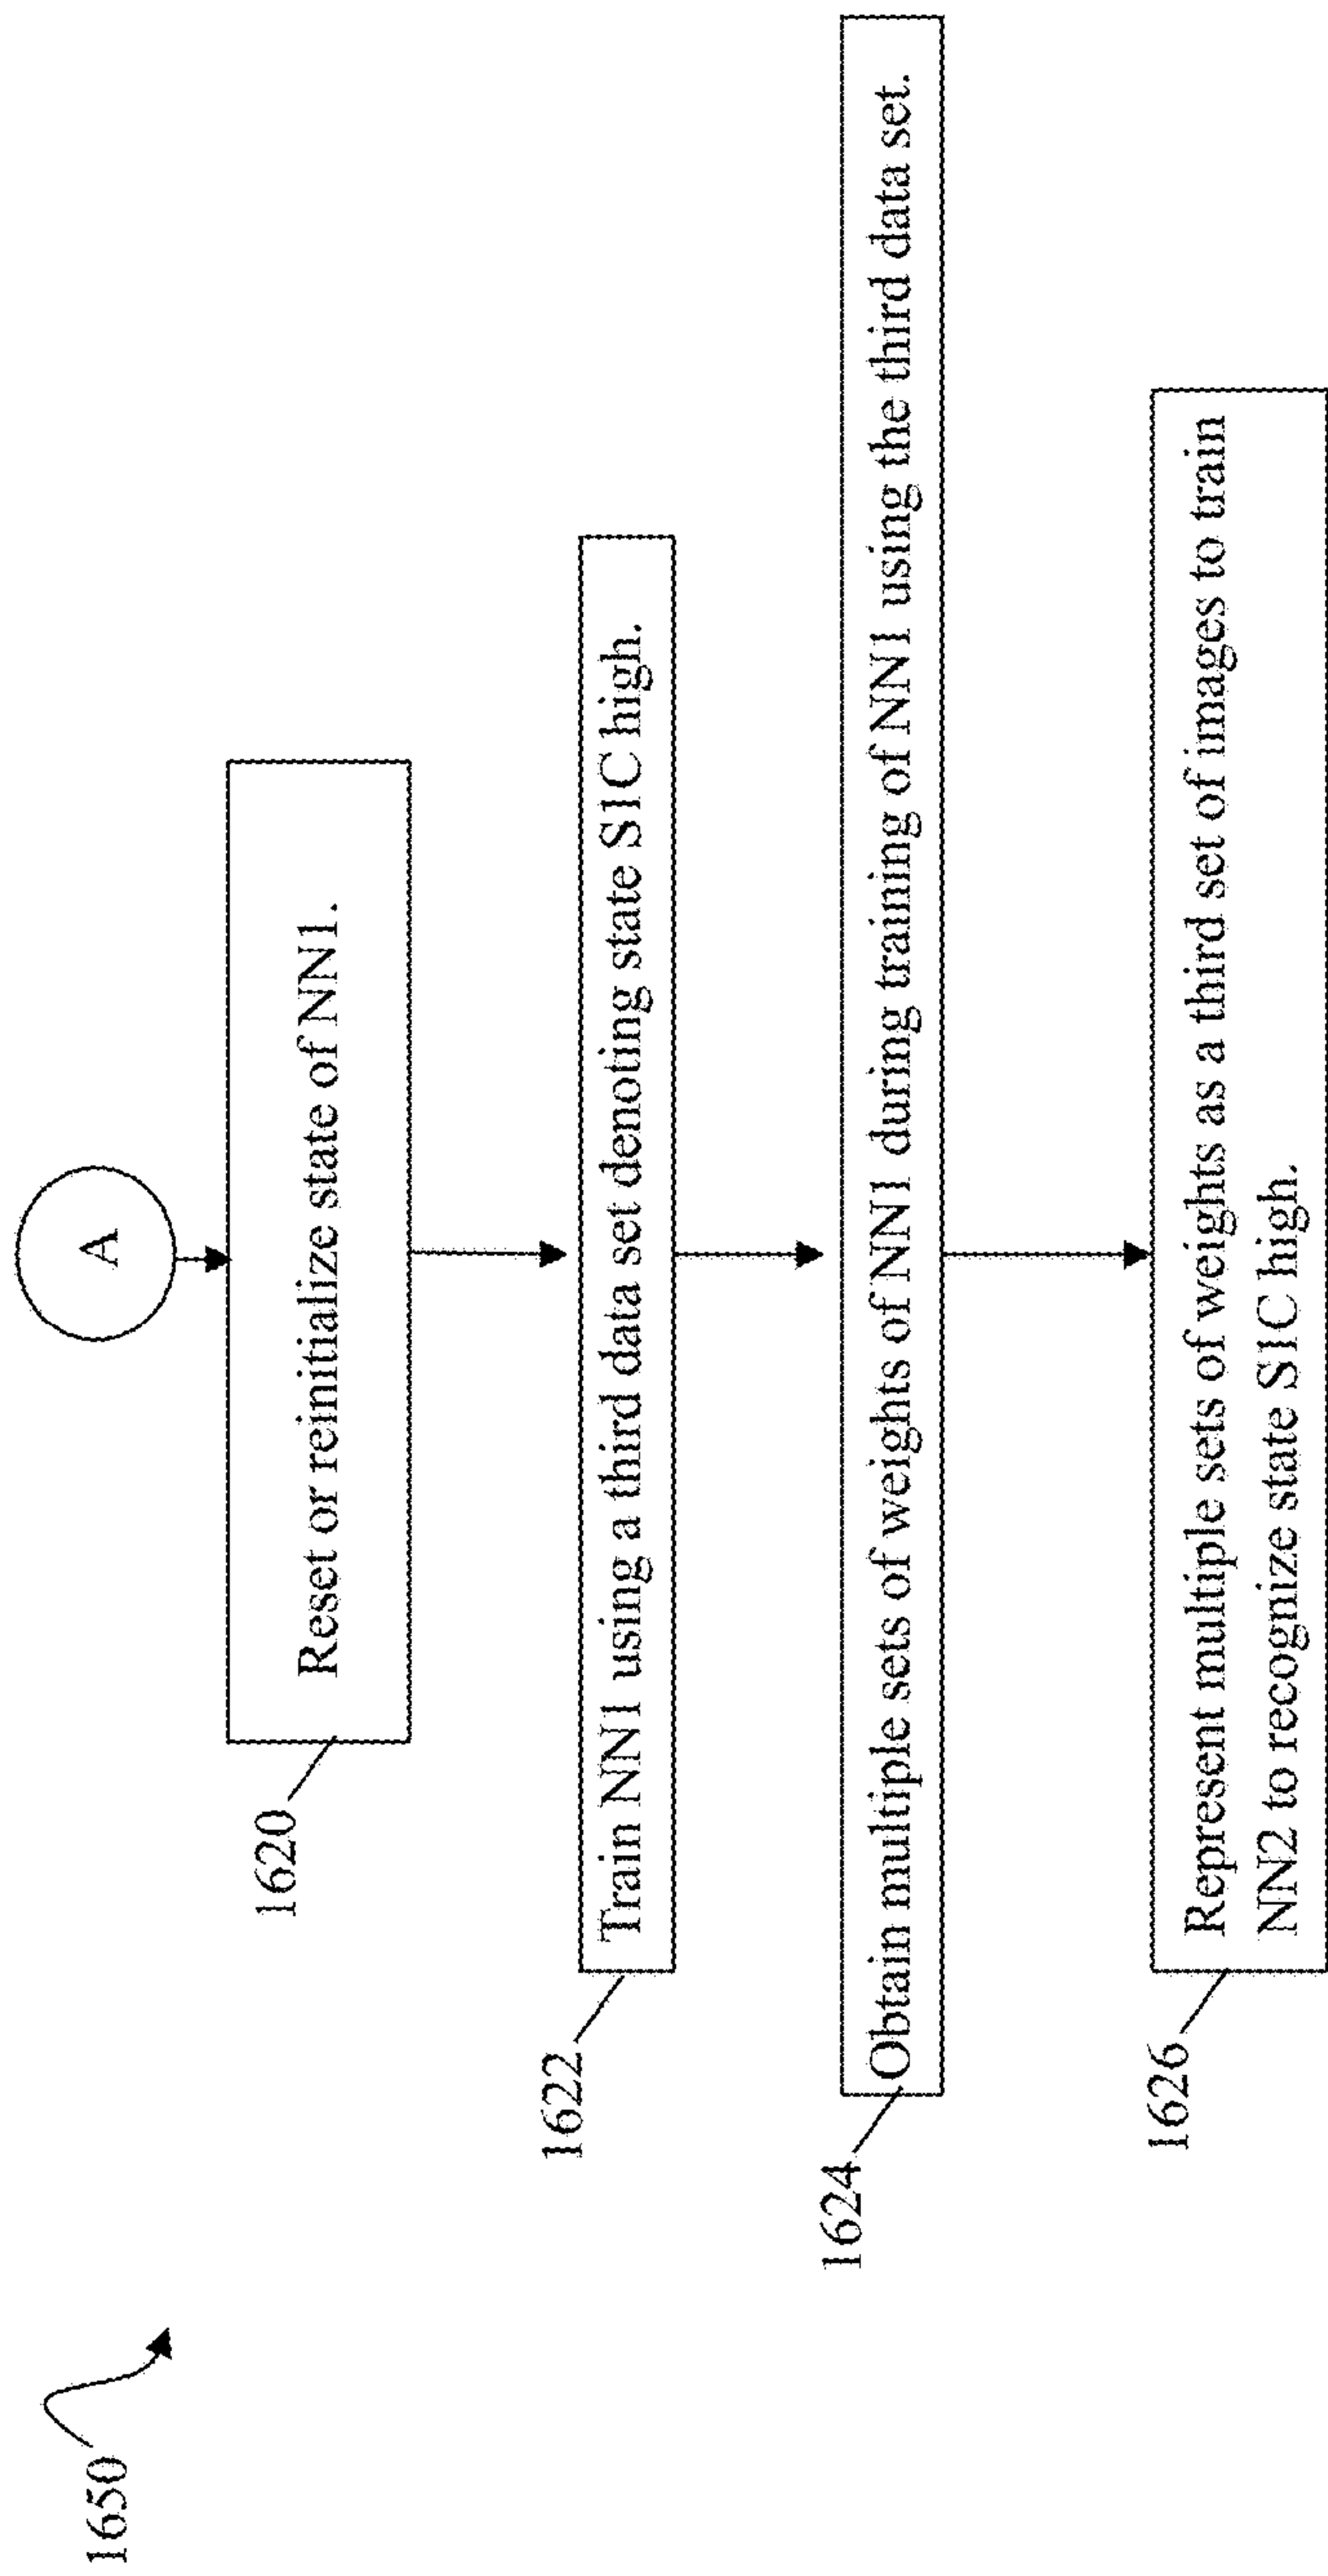 1650
A
1620
Reset or reinitialize state of NN1.
1622
Train NN1 using a third data set denoting state S1C high.
1624
Obtain multiple sets of weights of NN1 during training of NN1 using the third data set.
1626
Represent multiple sets of weights as a third set of images to train
NN2 to recognize state S1C high.